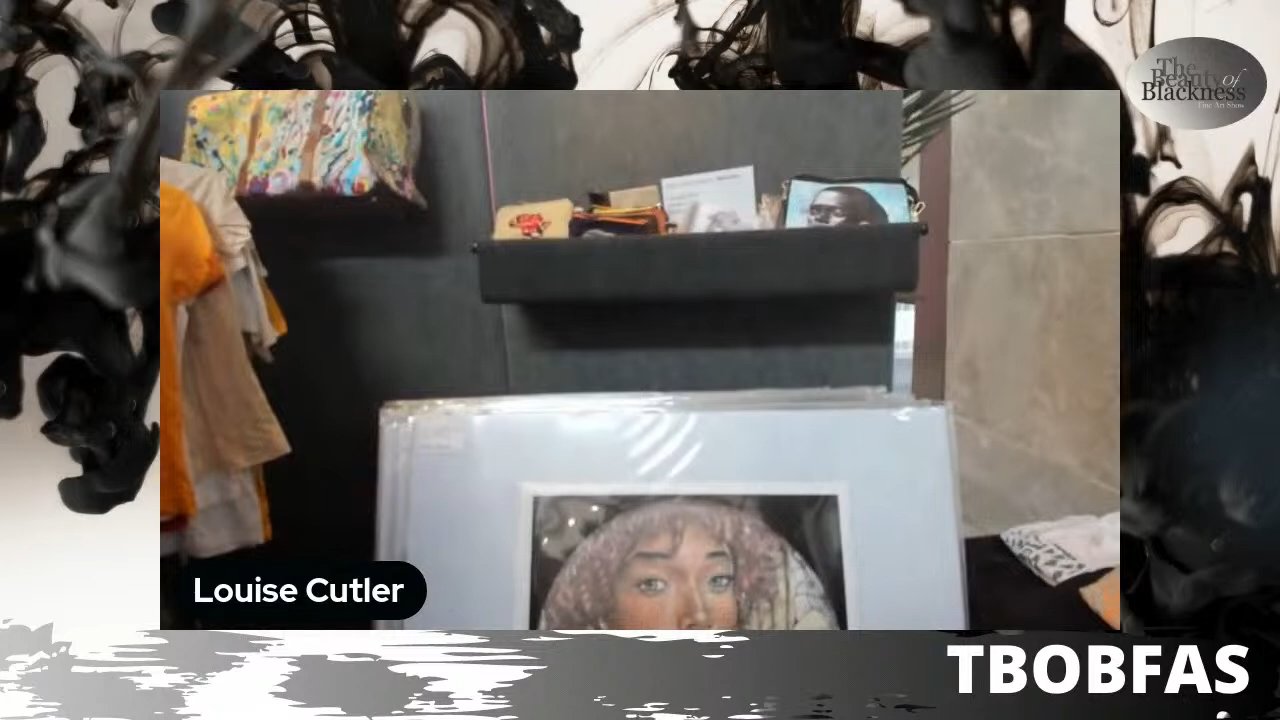 The
Beauty of
Blackness
Fine Art Show
Louise Cutler
TBOBFAS